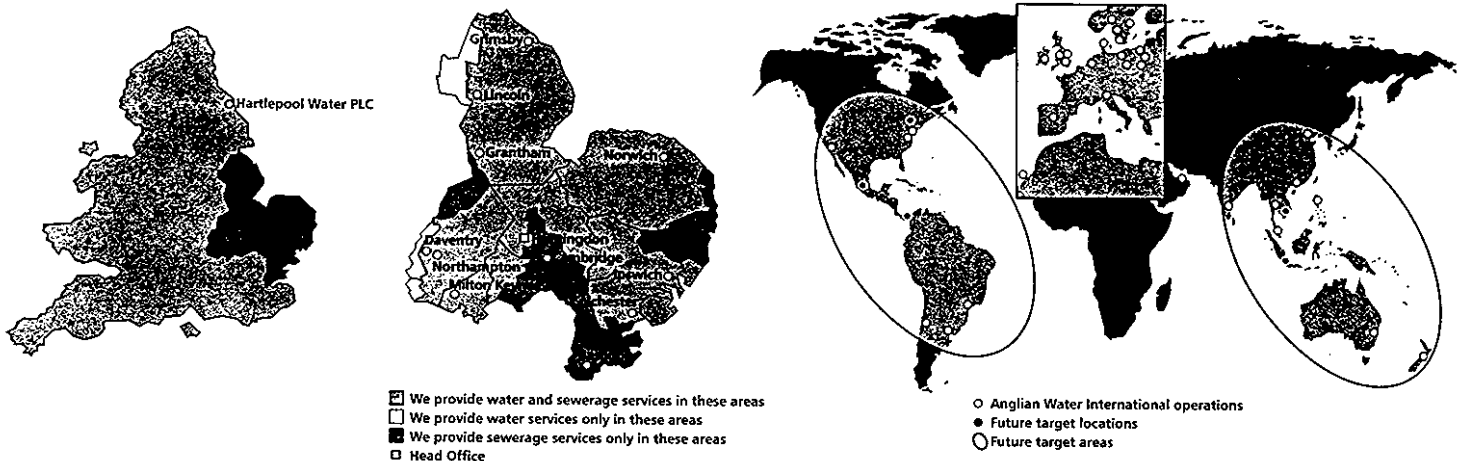 Hartlepool Water PLC
Grimsby
Lincoln
Grantham
Norwich
Daventry
Northampton
Ipswich
We provide water and sewerage services in these areas
We provide water services only in these areas
We provide sewerage services only in these areas
Head Office
Anglian Water International operations
Future target locations
Future target areas